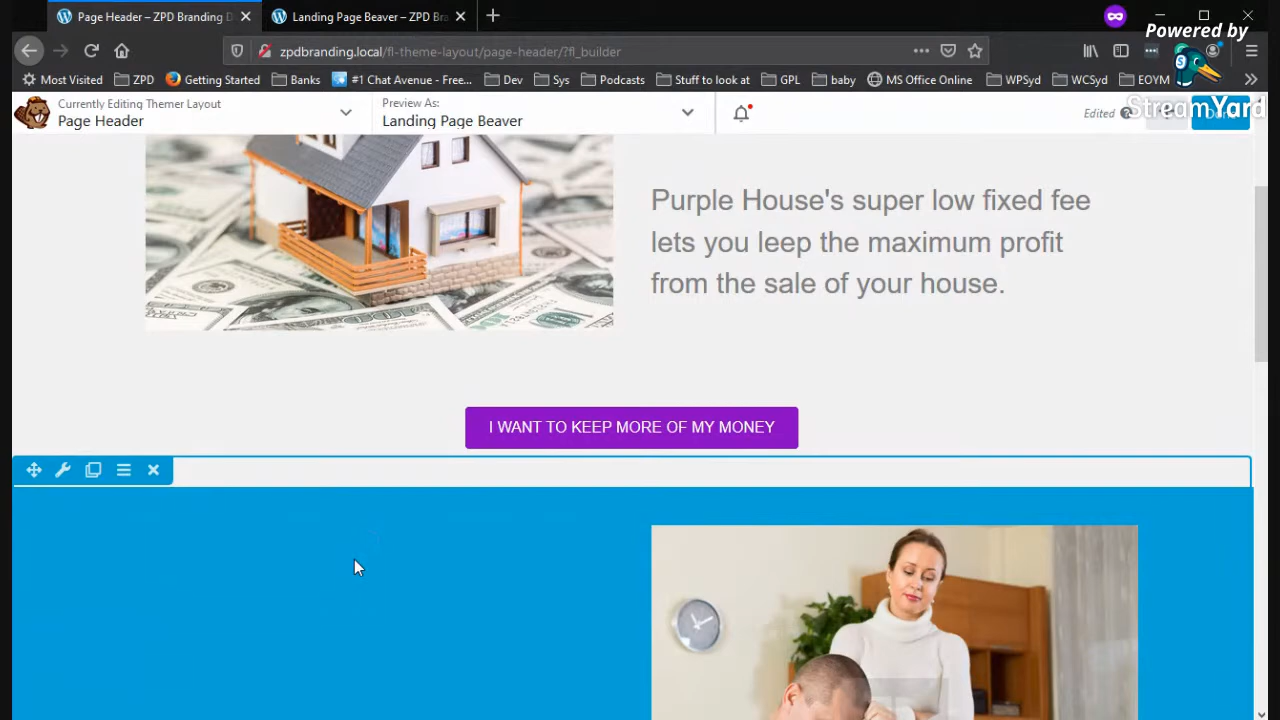 Page Header – ZPD Branding D
Landing Page Beaver – ZPD Bra
Powered by
zpdbranding.local/fl-theme-layout/page-header/?fl_builder
Most Visited
ZPD
Getting Started
Banks
#1 Chat Avenue - Free...
Dev
Sys
Podcasts
Stuff to look at
GPL
baby
MS Office Online
WPSyd
WCSyd
EOYM
StreamYard
Currently Editing Themer Layout
Page Header
Preview As:
Landing Page Beaver
Edited
Purple House's super low fixed fee
lets you leep the maximum profit
from the sale of your house.
I WANT TO KEEP MORE OF MY MONEY